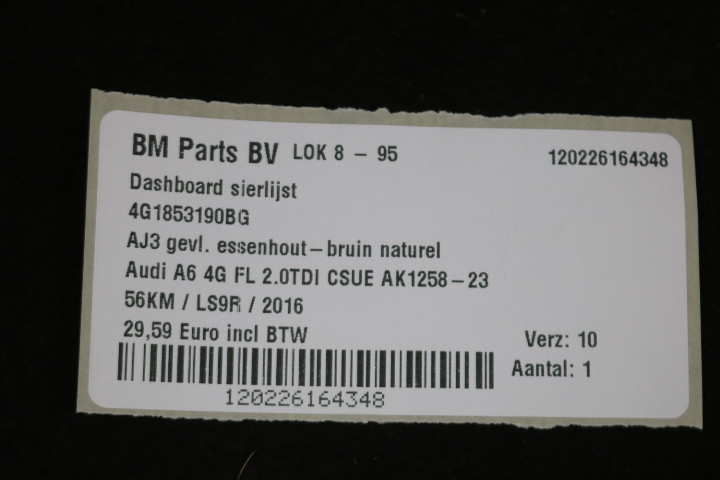 BM Parts BV LOK 8 - 95 120226164348
Dashboard sierlijst
4G1853190BG
AJ3 gevl. essenhout-bruin naturel
Audi A6 4G FL 2.0TDI CSUE AK1258-23
56KM / LS9R / 2016
29,59 Euro incl BTW
Verz: 10
Aantal: 1
120226164348